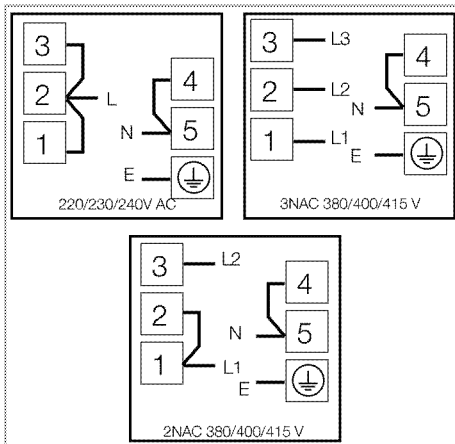 3
2 L
1
4
N 5
E
220/230/240V AC
3 L3
2 L2
1 L1
4
N 5
E
3NAC 380/400/415 V
3 L2
2
1 L1
4
N 5
E
2NAC 380/400/415 V